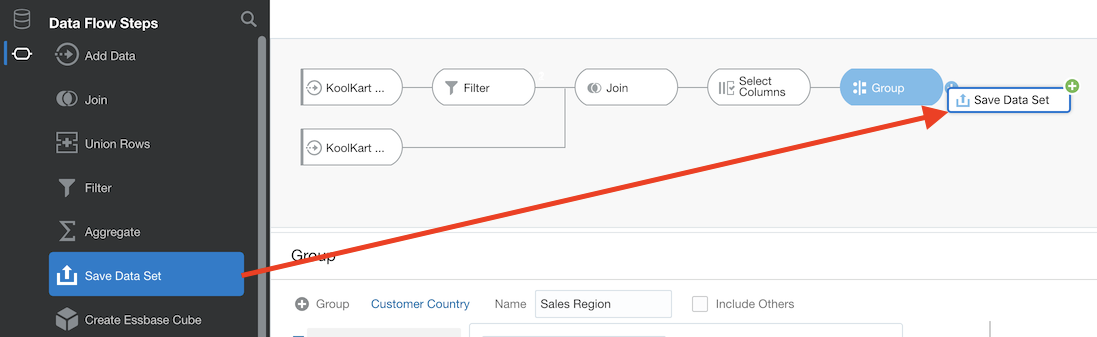 Data Flow Steps
Add Data
Join
Union Rows
Filter
Aggregate
Save Data Set
Create Essbase Cube
KoolKart ...
Filter
Join
Select
Columns
Group
Save Data Set
KoolKart ...
Group
Group
Customer Country
Name
Sales Region
Include Others